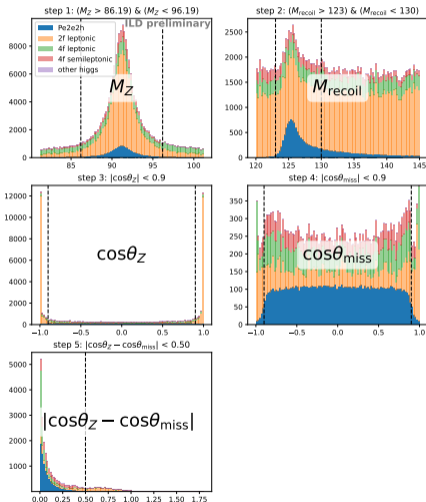 step 1: (M_Z > 86.19) & (M_Z < 96.19)
ILD preliminary
Pe2e2h
2f leptonic
4f leptonic
4f semileptonic
other higgs
M_Z
8000
6000
4000
2000
0
85 90 95 100
step 2: (M_recoil > 123) & (M_recoil < 130)
M_recoil
2500
2000
1500
1000
500
0
120 125 130 135 140 145
step 3: |cosθ_Z| < 0.9
cosθ_Z
12000
10000
8000
6000
4000
2000
0
−1.0 −0.5 0.0 0.5 1.0
step 4: |cosθ_miss| < 0.9
cosθ_miss
350
300
250
200
150
100
50
0
−1.0 −0.5 0.0 0.5 1.0
step 5: |cosθ_Z − cosθ_miss| < 0.50
|cosθ_Z − cosθ_miss|
5000
4000
3000
2000
1000
0.00 0.25 0.50 0.75 1.00 1.25 1.50 1.75